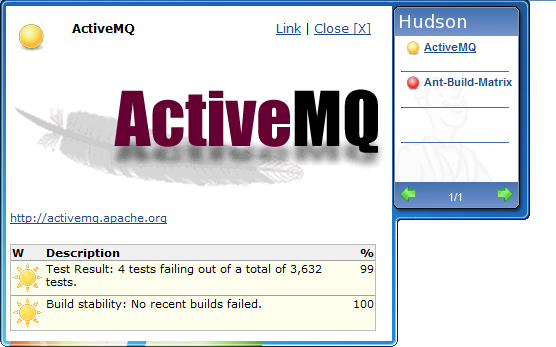 ActiveMQ
Link | Close [X]
ActiveMQ
http://activemq.apache.org
W Description %
Test Result: 4 tests failing out of a total of 3,632 99
tests.
Build stability: No recent builds failed. 100
Hudson
ActiveMQ
Ant-Build-Matrix
1/1